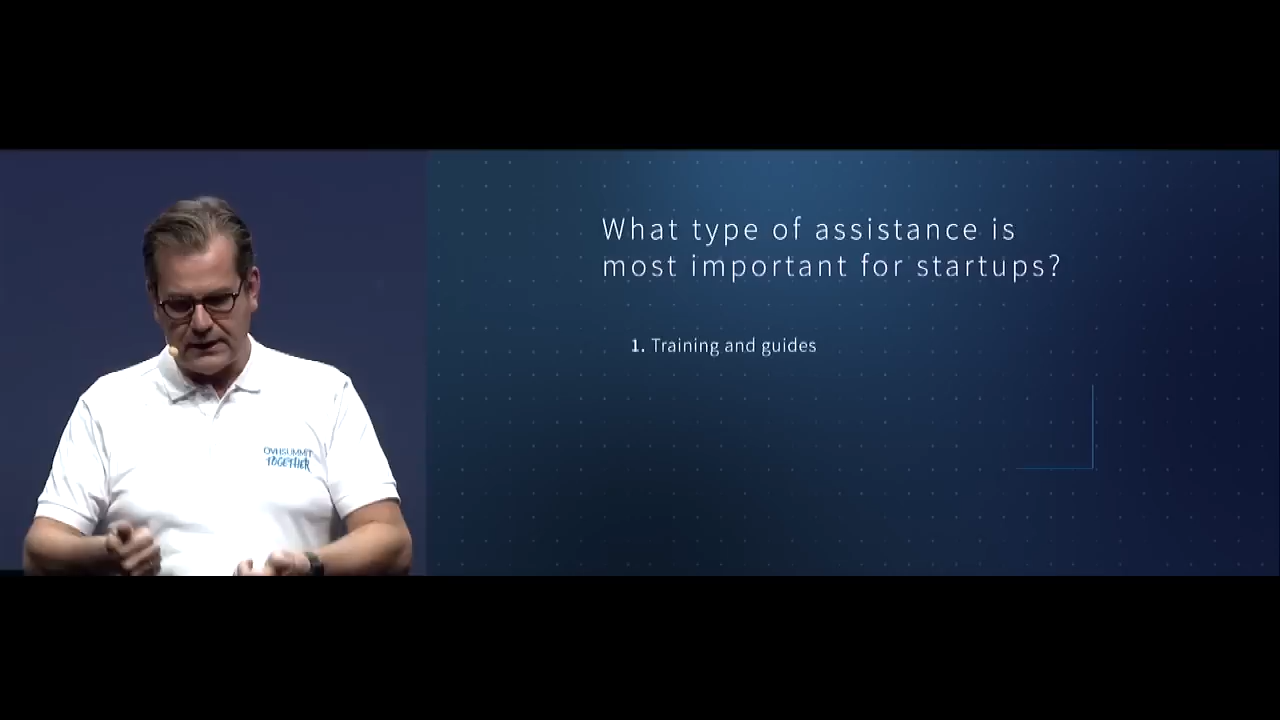 What type of assistance is
most important for startups?
1. Training and guides
OVHSUMMIT
TOGETHER